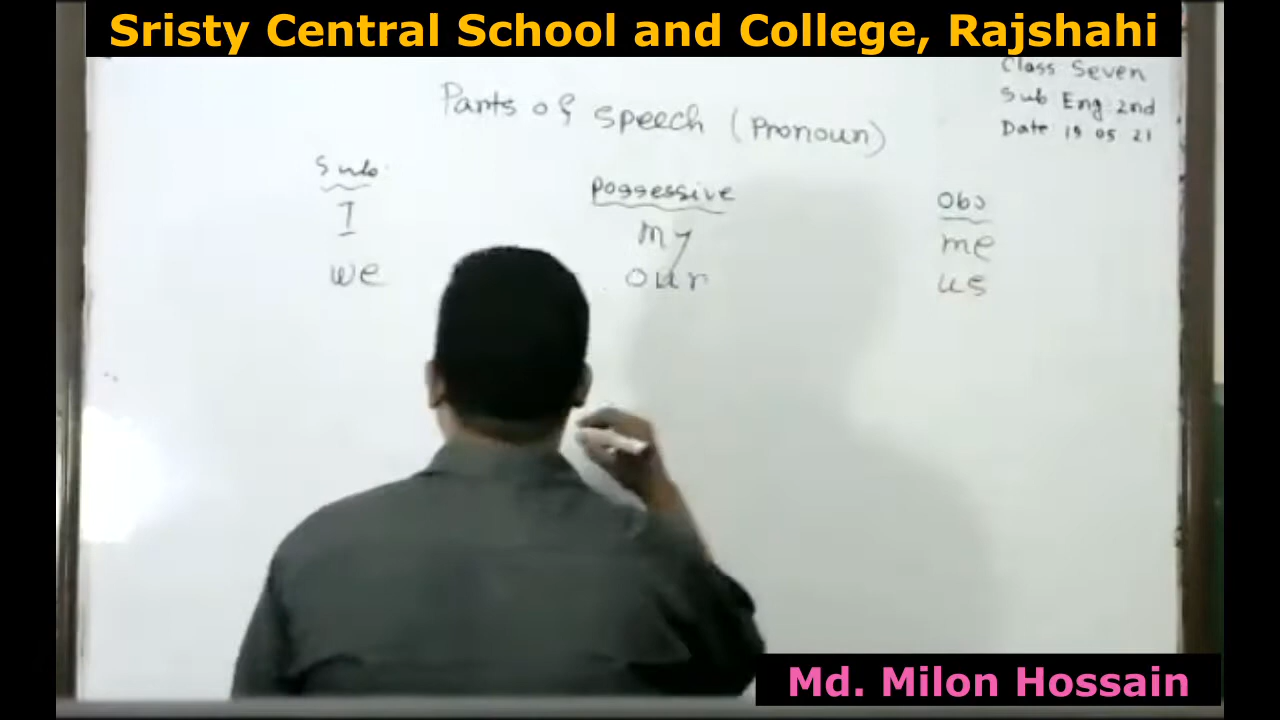 Sristy Central School and College, Rajshahi
Class Seven
Sub Eng 2nd
Date 19 05 21
Parts of speech (Pronoun)
Sub Possessive Obj
I my me
we our us
Md. Milon Hossain